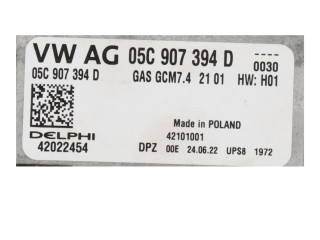 VW AG 05C 907 394 D ----
0030
05C 907 394 D GAS GCM7.4 21 01 HW: H01
Made in POLAND
DELPHI 42101001
42022454 DPZ 00E 24.06.22 UPS8 1972